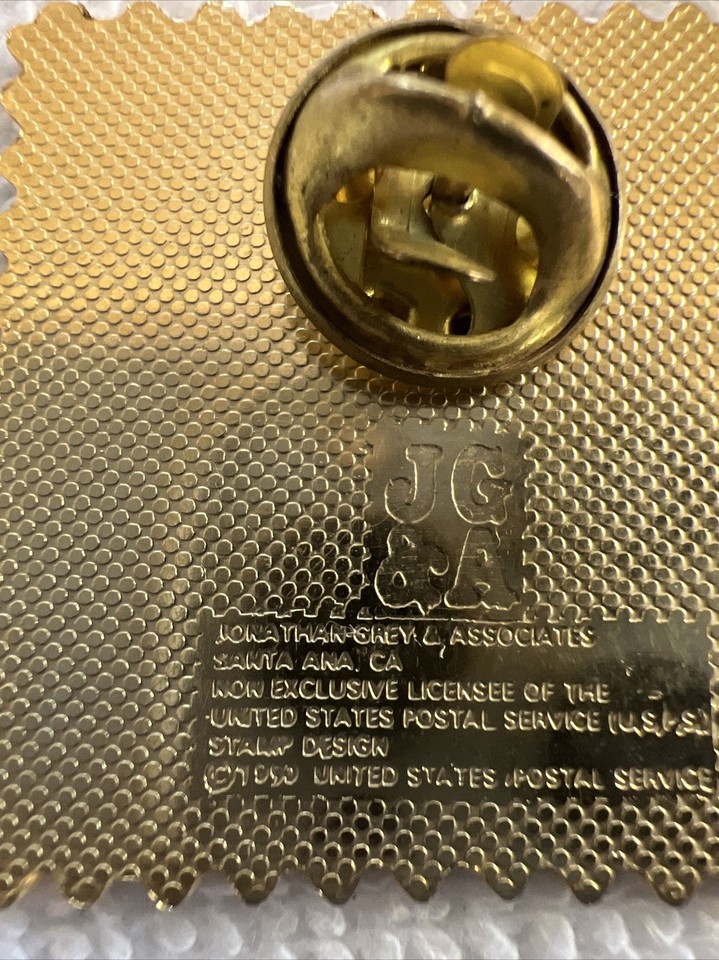 JG
&A
JONATHAN GREY & ASSOCIATES
SANTA ANA, CA
NON EXCLUSIVE LICENSEE OF THE
UNITED STATES POSTAL SERVICE (U.S.P.S.)
STAMP DESIGN
© UNITED STATES POSTAL SERVICE